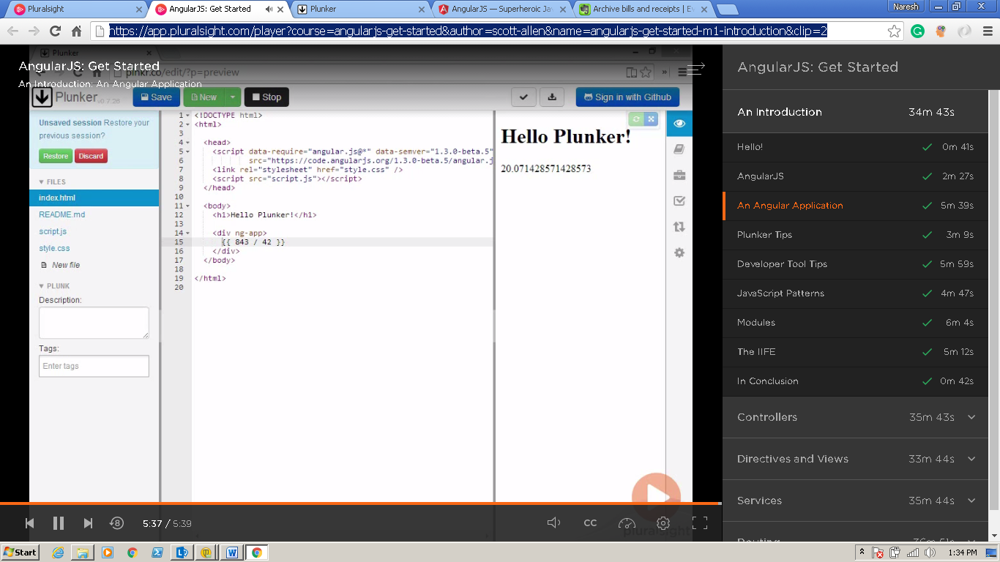 Pluralsight
AngularJS: Get Started
Plunker
AngularJS — Superheroic Jav
Archive bills and receipts | Ev
Naresh
https://app.pluralsight.com/player?course=angularjs-get-started&author=scott-allen&name=angularjs-get-started-m1-introduction&clip=2
Plunker
AngularJS: Get Started
plnkr.co/edit/?p=preview
An Introduction: An Angular Application
Plunker v0.7.26
Save
New
Stop
Sign in with Github
Unsaved session Restore your
previous session?
Restore
Discard
FILES
index.html
README.md
script.js
style.css
New file
PLUNK
Description:
Tags:
Enter tags
1 <!DOCTYPE html>
2 <html>
3
4 <head>
5 <script data-require="angular.js@*" data-semver="1.3.0-beta.5"
6 src="https://code.angularjs.org/1.3.0-beta.5/angular.j
7 <link rel="stylesheet" href="style.css" />
8 <script src="script.js"></script>
9 </head>
10
11 <body>
12 <h1>Hello Plunker!</h1>
13
14 <div ng-app>
15 {{ 843 / 42 }}
16 </div>
17 </body>
18
19 </html>
20
Hello Plunker!
20.071428571428573
pluralsight
5:37 / 5:39
8
CC
AngularJS: Get Started
An Introduction 34m 43s
Hello! 0m 41s
AngularJS 2m 27s
An Angular Application 5m 39s
Plunker Tips 3m 9s
Developer Tool Tips 5m 59s
JavaScript Patterns 4m 47s
Modules 6m 4s
The IIFE 5m 12s
In Conclusion 0m 42s
Controllers 35m 43s
Directives and Views 33m 44s
Services 35m 44s
Start
1:34 PM